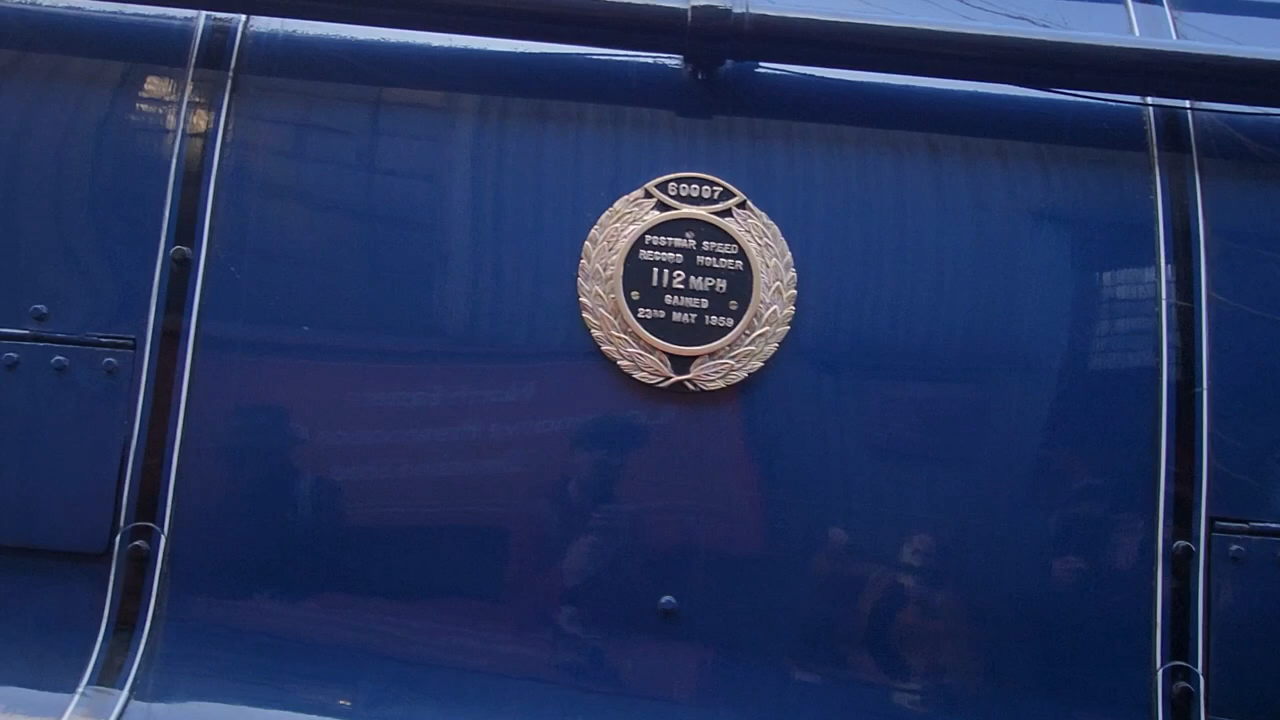 60007
POSTWAR SPEED
RECORD HOLDER
112 MPH
GAINED
23RD MAY 1959